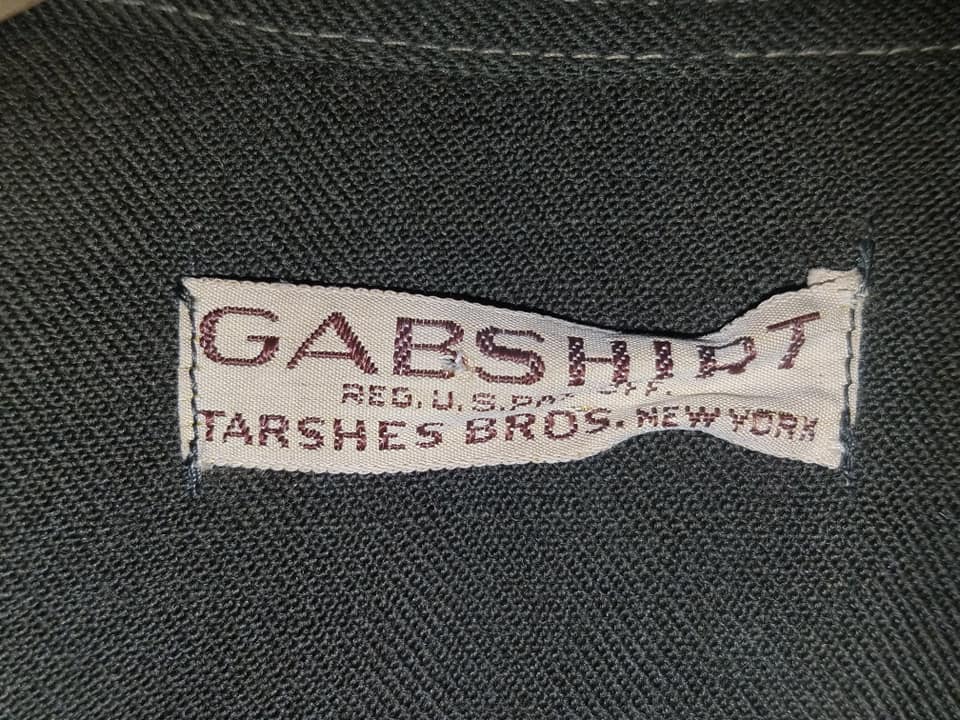 GABSHIRT
REG. U.S. PAT. OFF.
TARSHES BROS. NEW YORK